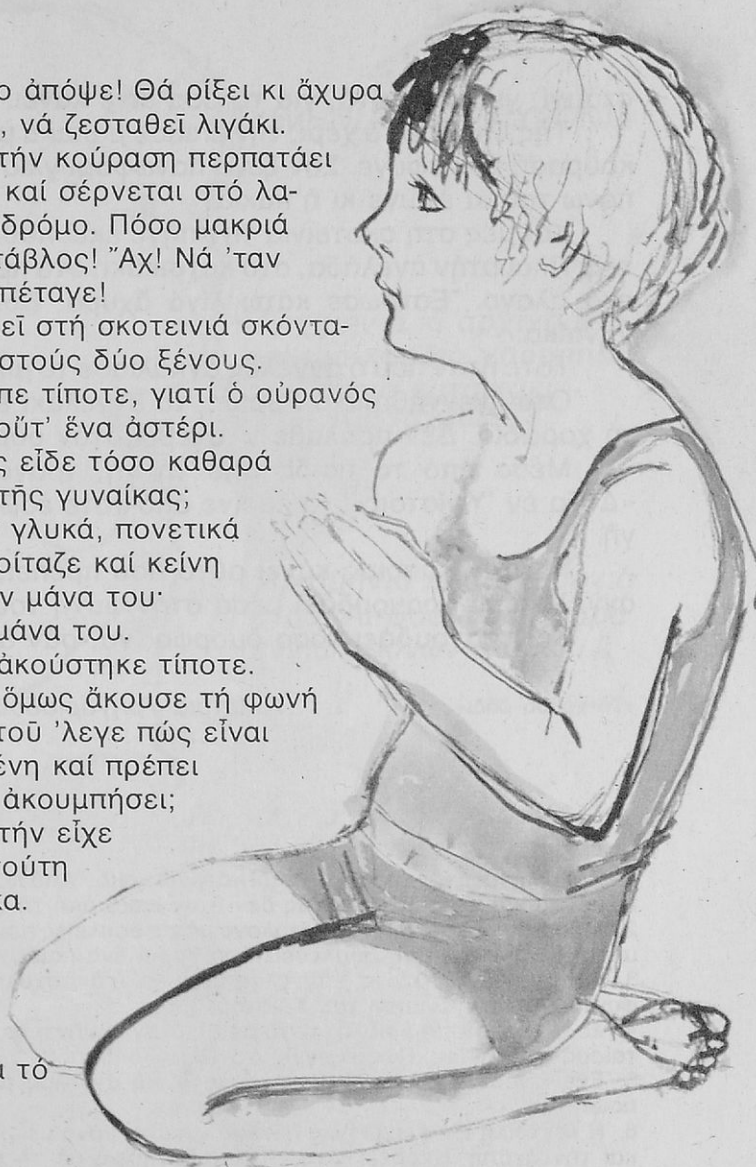 ἀπόψε! Θά ρίξει κι ἄχυρα
, νά ζεσταθεῖ λιγάκι.
τήν κούραση περπατάει
καί σέρνεται στό λα-
δρόμο. Πόσο μακριά
τάβλος! Ἄχ! Νά ’ταν
πέταγε!
εῖ στή σκοτεινιά σκόντα-
στούς δύο ξένους.
πε τίποτε, γιατί ὁ οὐρανός
οὔτ’ ἕνα ἀστέρι.
ς εἶδε τόσο καθαρά
τῆς γυναίκας;
γλυκά, πονετικά
οίταζε καί κείνη
ν μάνα του·
μάνα του.
ἀκούστηκε τίποτε.
ὅμως ἄκουσε τή φωνή
τοῦ ’λεγε πώς εἶναι
ένη καί πρέπει
ἀκουμπήσει;
τήν εἶχε
τούτη
κα.
τό